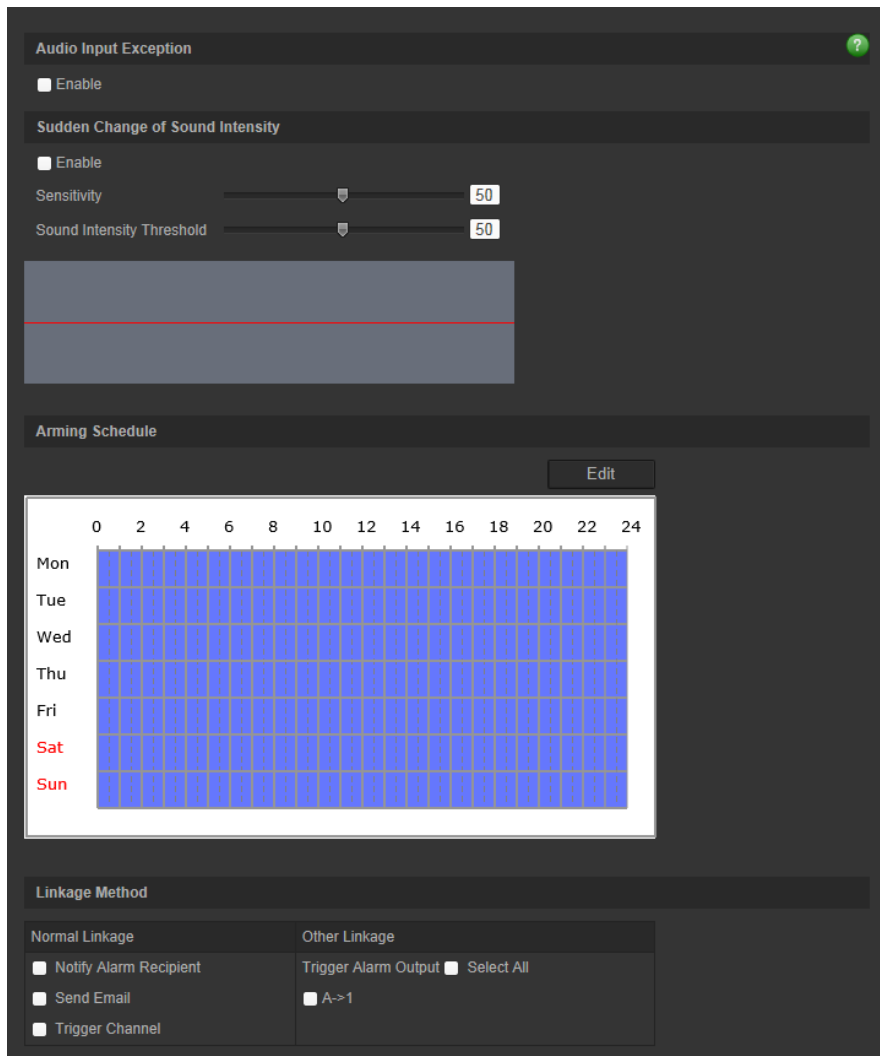 Audio Input Exception
?
Enable
Sudden Change of Sound Intensity
Enable
Sensitivity 50
Sound Intensity Threshold 50
Arming Schedule
Edit
0 2 4 6 8 10 12 14 16 18 20 22 24
Mon
Tue
Wed
Thu
Fri
Sat
Sun
Linkage Method
Normal Linkage Other Linkage
Notify Alarm Recipient Trigger Alarm Output Select All
Send Email A->1
Trigger Channel